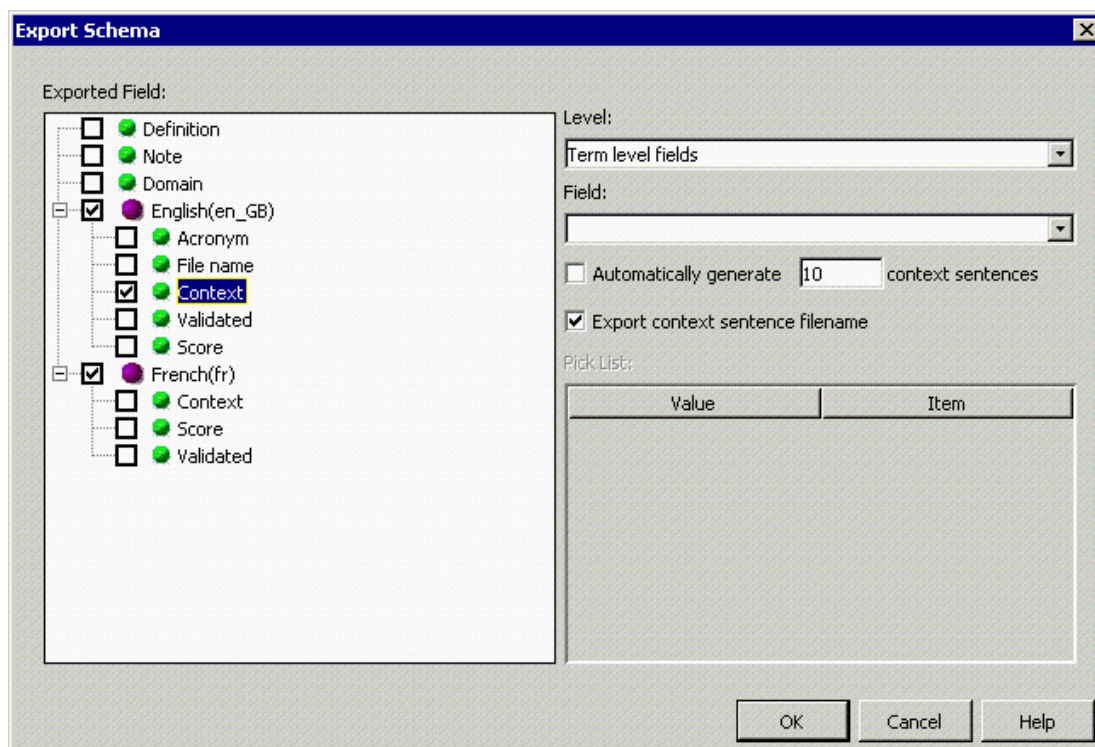 Export Schema
Exported Field:
Definition
Note
Domain
English(en_GB)
Acronym
File name
Context
Validated
Score
French(fr)
Context
Score
Validated
Level:
Term level fields
Field:
Automatically generate 10 context sentences
Export context sentence filename
Pick List:
Value Item
OK Cancel Help